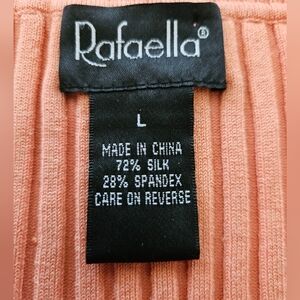 Rafaella®
L
MADE IN CHINA
72% SILK
28% SPANDEX
CARE ON REVERSE